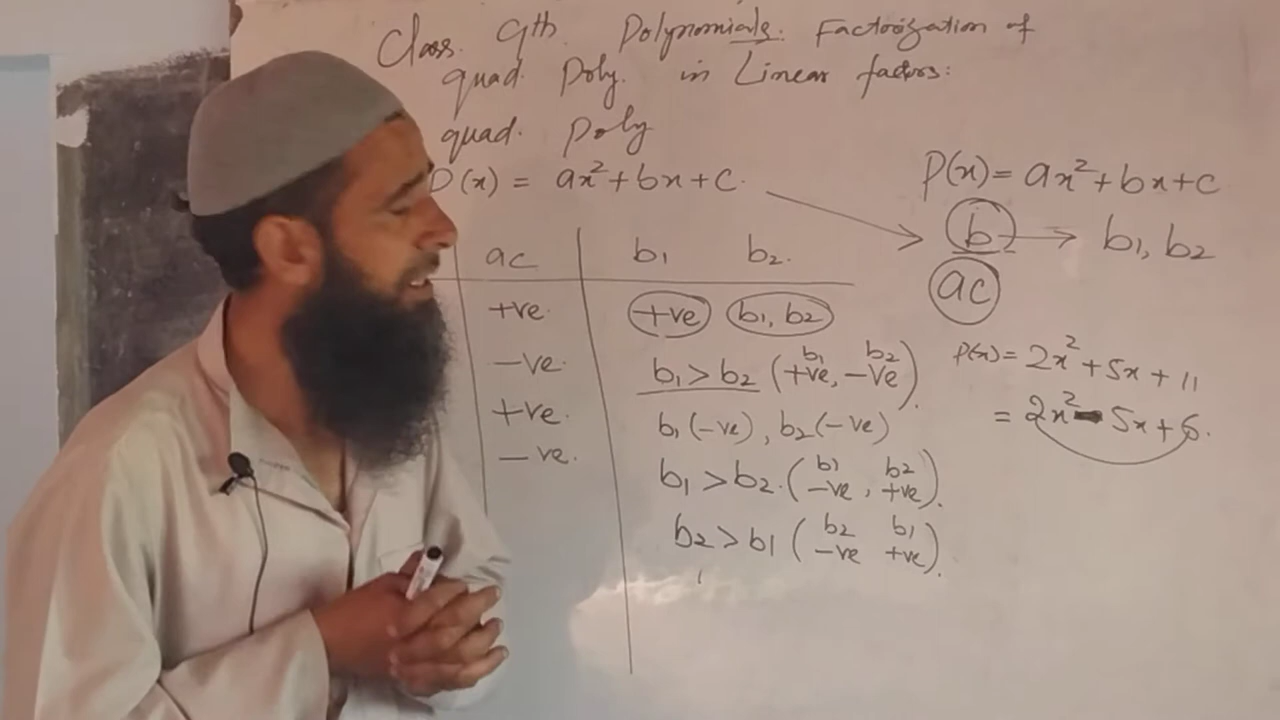 Class 9th Polynomials. Factorization of
quad Poly. in Linear factors:
quad. Poly
P(x) = ax²+bx+c.
P(x)= ax²+bx+c
b → b₁, b₂
ac
ac b₁ b₂.
+ve +ve b₁, b₂
-ve. b₁ > b₂ (b₁ +ve, b₂ -ve).
+ve. b₁(-ve), b₂(-ve)
-ve. b₁ > b₂. (b₁ -ve, b₂ +ve).
b₂ > b₁ (b₂ -ve b₁ +ve).
P(x)= 2x² + 5x + 11
= 2x² - 5x + 6.